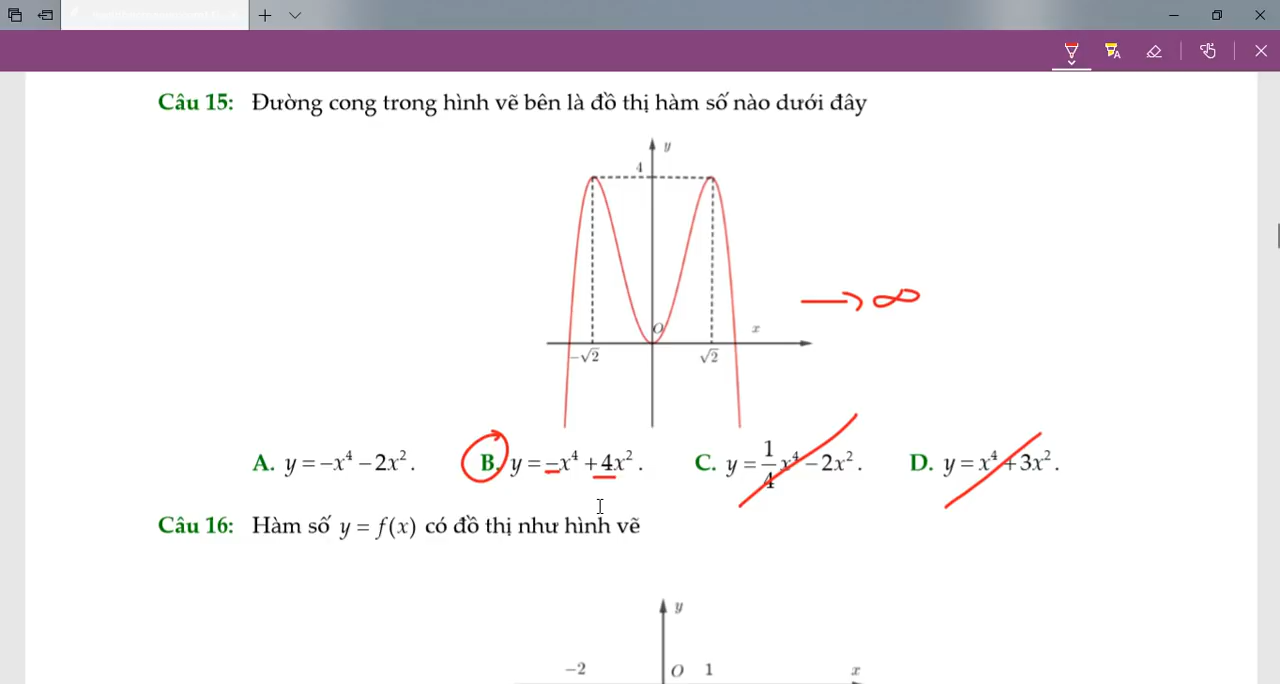 Câu 15: Đường cong trong hình vẽ bên là đồ thị hàm số nào dưới đây
y
4
O
x
−√2
√2
→ ∞
A. y = −x⁴ − 2x². B. y = −x⁴ + 4x². C. y = 1/4 x⁴ − 2x². D. y = x⁴ + 3x².
Câu 16: Hàm số y = f(x) có đồ thị như hình vẽ
y
−2 O 1 x